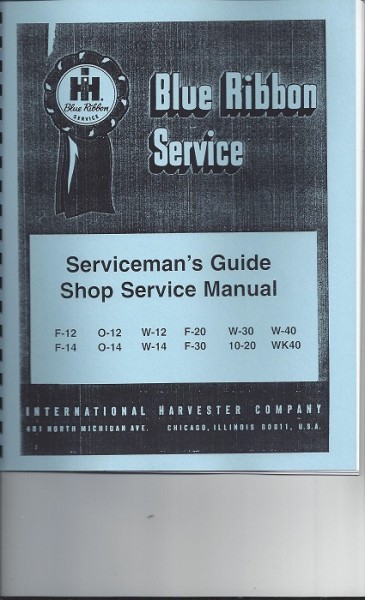 IH
Blue Ribbon
SERVICE
Blue Ribbon
Service
Serviceman's Guide
Shop Service Manual
F-12 O-12 W-12 F-20 W-30 W-40
F-14 O-14 W-14 F-30 10-20 WK40
INTERNATIONAL HARVESTER COMPANY
401 NORTH MICHIGAN AVE. CHICAGO, ILLINOIS 60611, U.S.A.